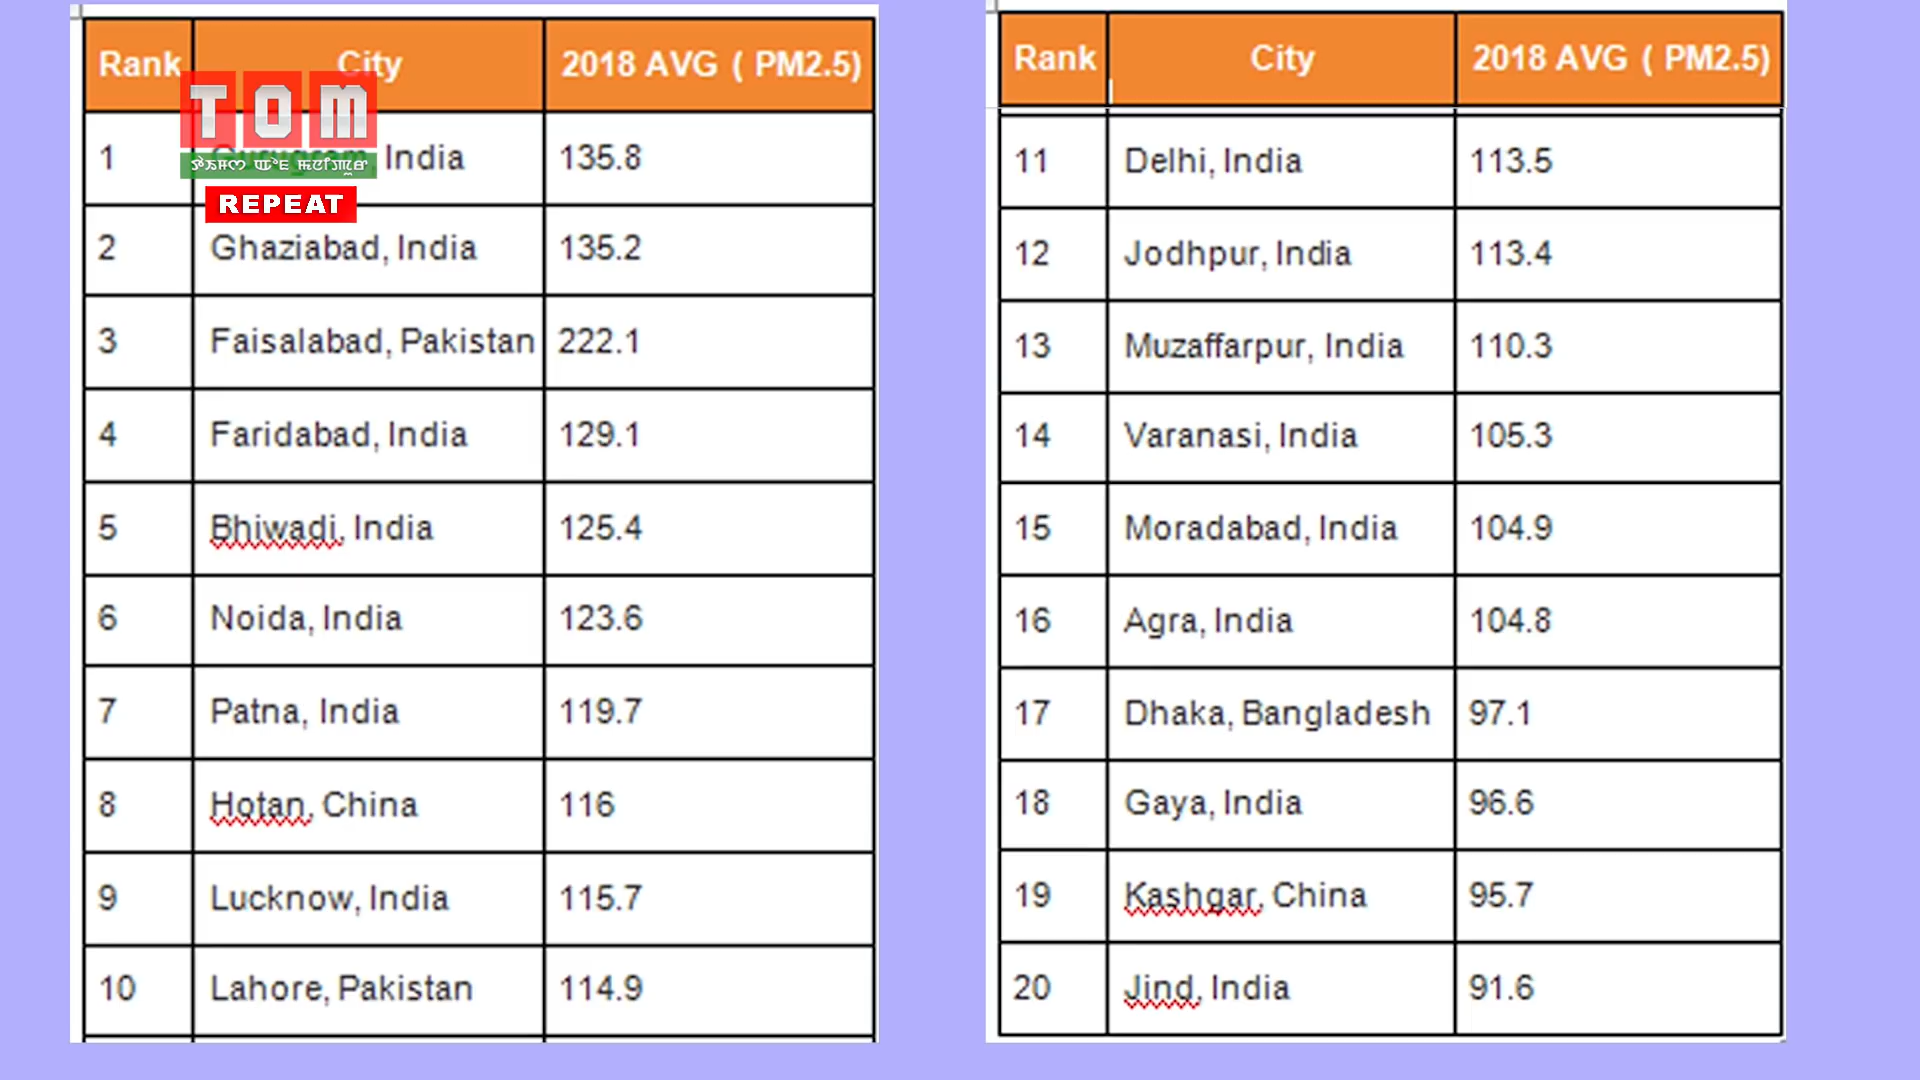 Rank City 2018 AVG ( PM2.5)
1 Gurugram, India 135.8
2 Ghaziabad, India 135.2
3 Faisalabad, Pakistan 222.1
4 Faridabad, India 129.1
5 Bhiwadi, India 125.4
6 Noida, India 123.6
7 Patna, India 119.7
8 Hotan, China 116
9 Lucknow, India 115.7
10 Lahore, Pakistan 114.9
Rank City 2018 AVG ( PM2.5)
11 Delhi, India 113.5
12 Jodhpur, India 113.4
13 Muzaffarpur, India 110.3
14 Varanasi, India 105.3
15 Moradabad, India 104.9
16 Agra, India 104.8
17 Dhaka, Bangladesh 97.1
18 Gaya, India 96.6
19 Kashgar, China 95.7
20 Jind, India 91.6
TOM
REPEAT